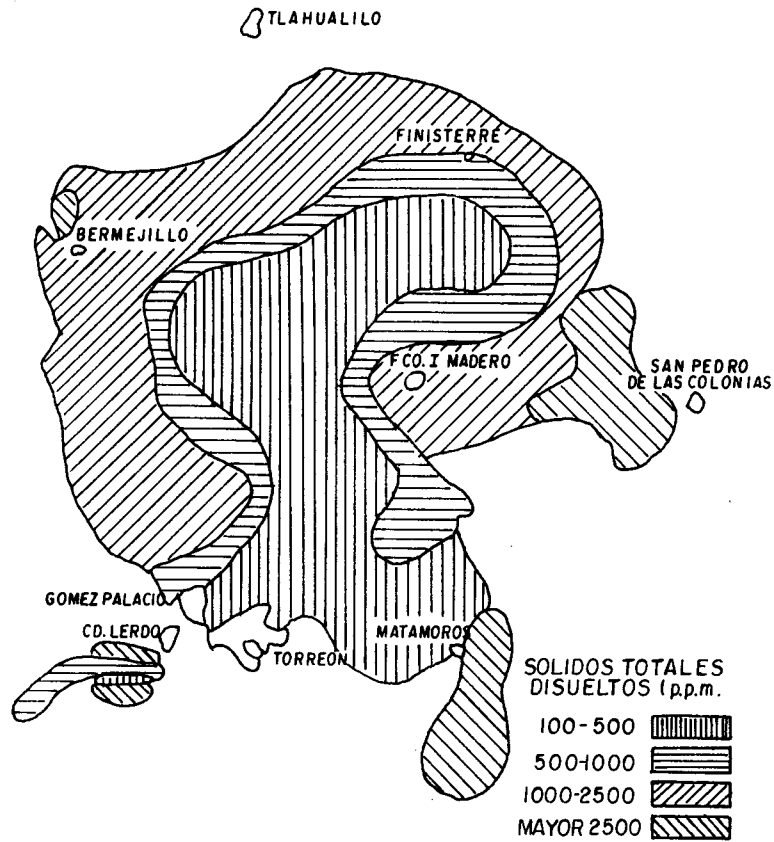 TLAHUALILO
FINISTERRE
BERMEJILLO
FCO. I MADERO
SAN PEDRO
DE LAS COLONIAS
GOMEZ PALACIO
CD. LERDO
TORREON
MATAMOROS
SOLIDOS TOTALES
DISUELTOS (p.p.m.
100-500
500-1000
1000-2500
MAYOR 2500